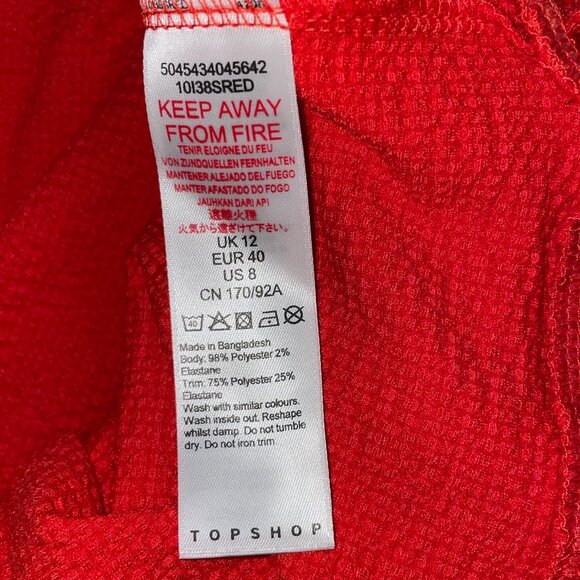 5045434045642
10I38SRED
KEEP AWAY
FROM FIRE
TENIR ELOIGNE DU FEU
VON ZUNDQUELLEN FERNHALTEN
MANTENER ALEJADO DEL FUEGO
MANTER AFASTADO DO FOGO
JAUHKAN DARI API
遠離火種
火気から遠ざけて下さい
UK 12
EUR 40
US 8
CN 170/92A
40
Made in Bangladesh
Body: 98% Polyester 2%
Elastane
Trim: 75% Polyester 25%
Elastane
Wash with similar colours.
Wash inside out. Reshape
whilst damp. Do not tumble
dry. Do not iron trim.
TOPSHOP